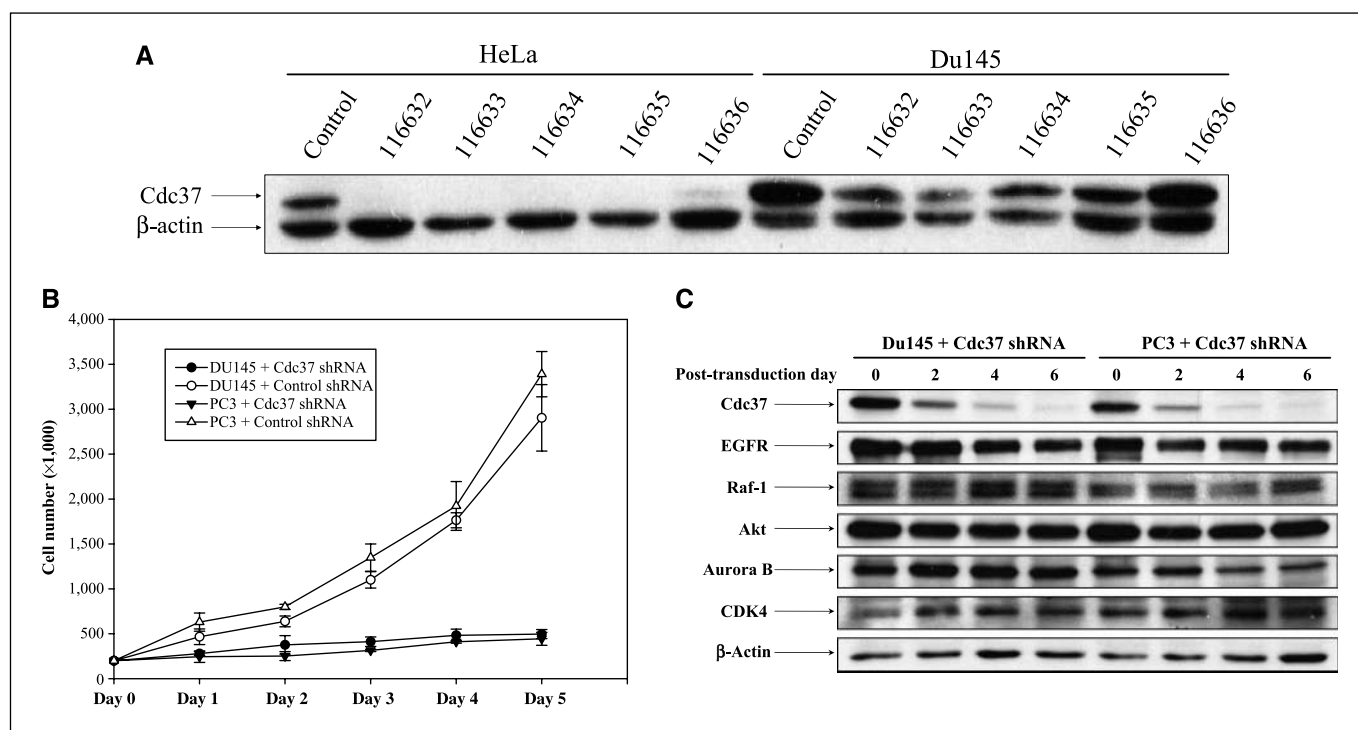 A
HeLa
Du145
Control
116632
116633
116634
116635
116636
Control
116632
116633
116634
116635
116636
Cdc37
β-actin
B
4,000
3,500
3,000
2,500
2,000
1,500
1,000
500
0
Cell number (×1,000)
DU145 + Cdc37 shRNA
DU145 + Control shRNA
PC3 + Cdc37 shRNA
PC3 + Control shRNA
Day 0 Day 1 Day 2 Day 3 Day 4 Day 5
C
Du145 + Cdc37 shRNA PC3 + Cdc37 shRNA
Post-transduction day 0 2 4 6 0 2 4 6
Cdc37
EGFR
Raf-1
Akt
Aurora B
CDK4
β-Actin